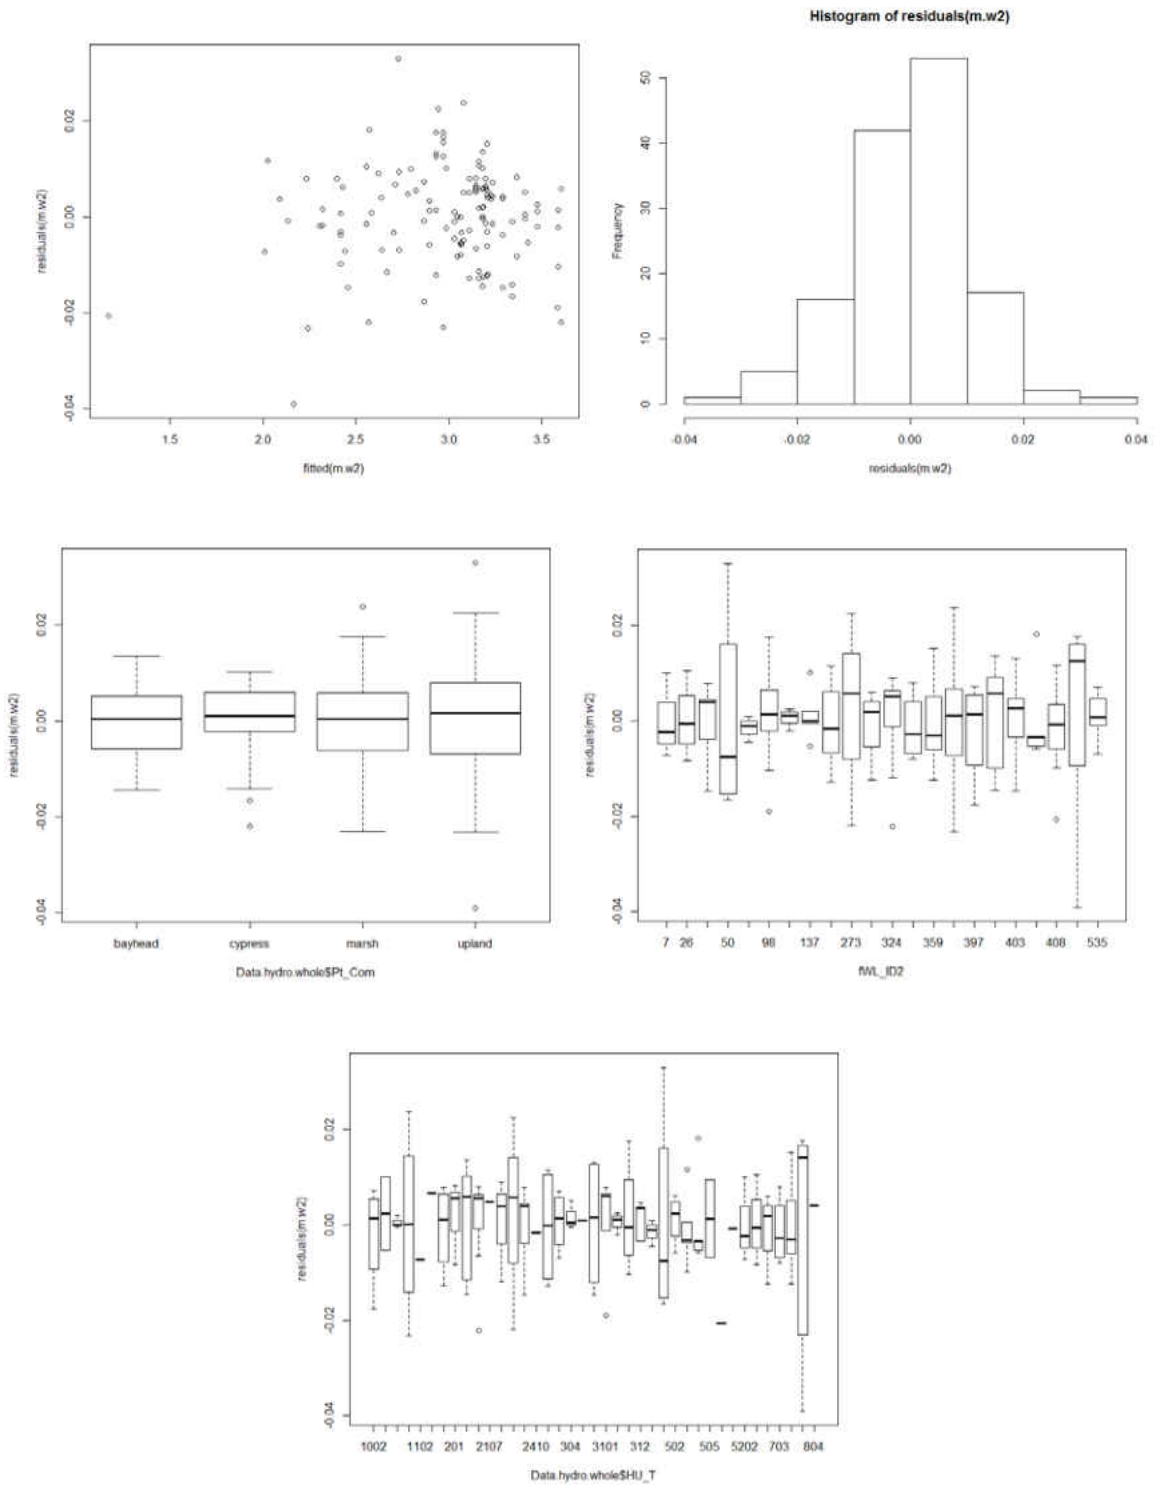 Histogram of residuals(m.w2)
residuals(m.w2)
-0.04 -0.02 0.00 0.02
1.5 2.0 2.5 3.0 3.5
fitted(m.w2)
Frequency
0 10 20 30 40 50
-0.04 -0.02 0.00 0.02 0.04
residuals(m.w2)
residuals(m.w2)
-0.04 -0.02 0.00 0.02
bayhead cypress marsh upland
Data.hydro.whole$Pt_Com
residuals(m.w2)
-0.04 -0.02 0.00 0.02
7 26 50 98 137 273 324 359 397 403 408 535
fWL_ID2
residuals(m.w2)
-0.04 -0.02 0.00 0.02
1002 1102 201 2107 2410 304 3101 312 502 505 5202 703 804
Data.hydro.whole$HU_T